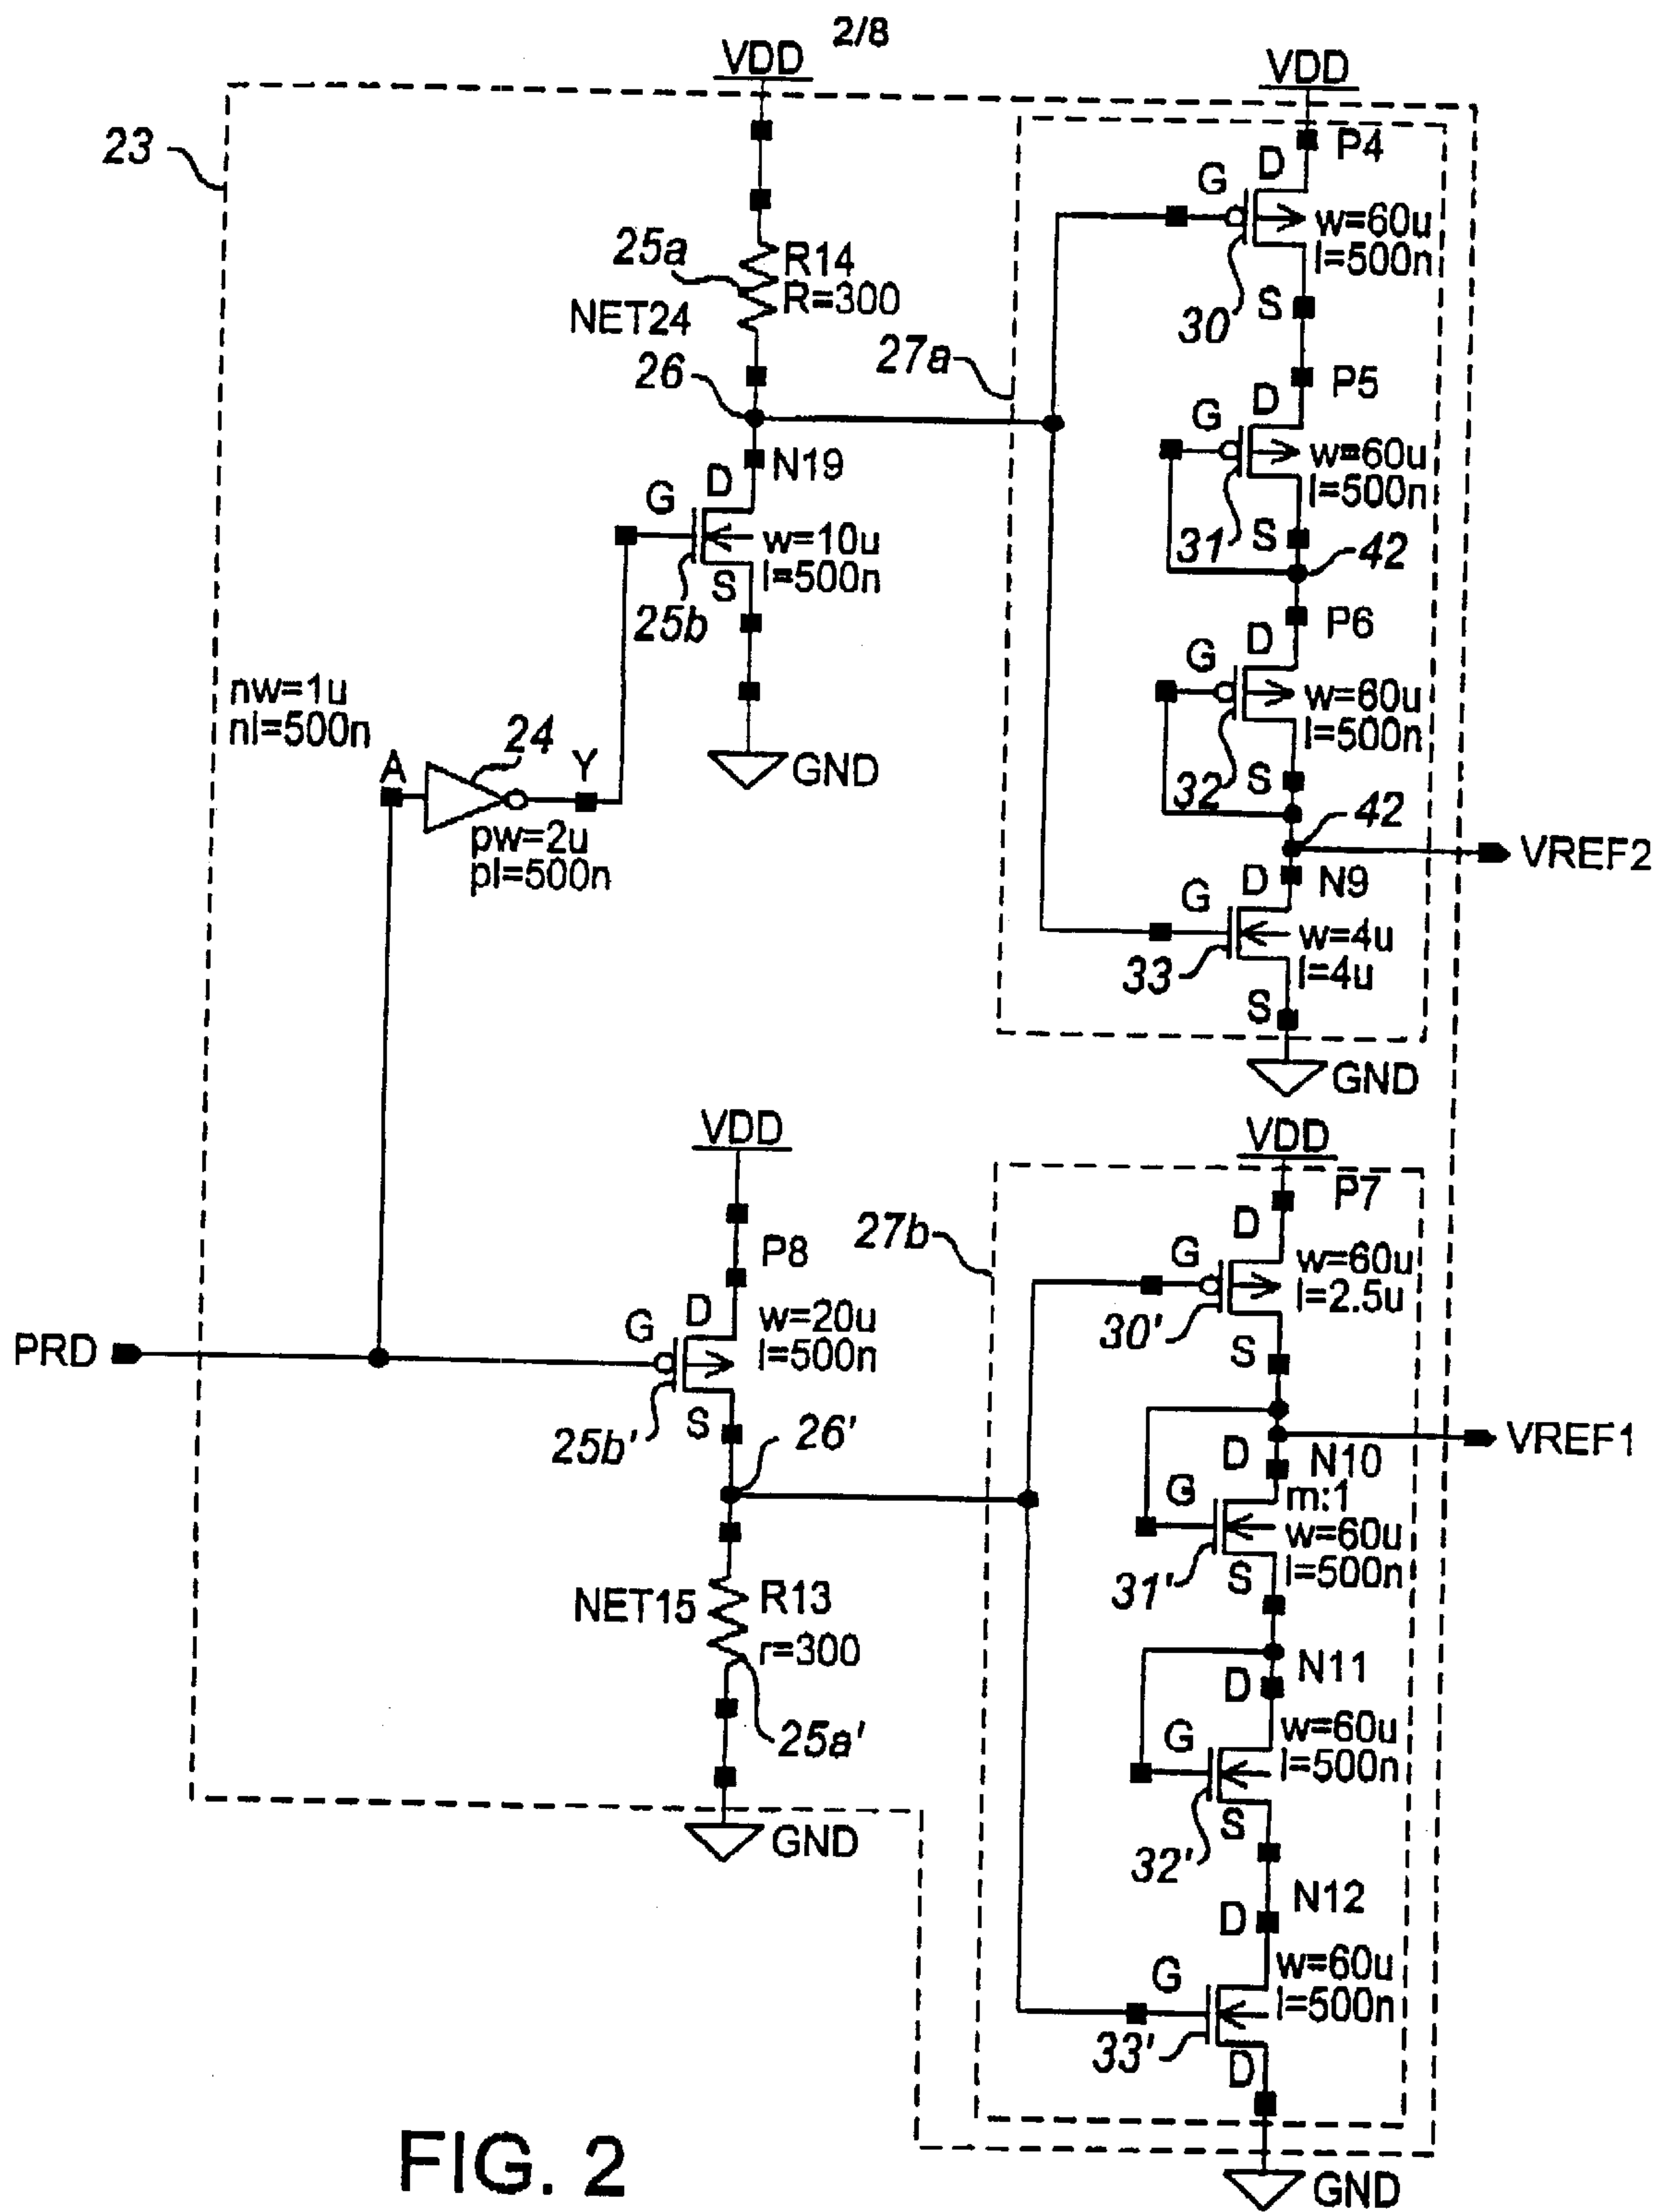 2/8
VDD
VDD
23
P4
D
G
w=60u
l=500n
25a
R14
R=300
NET24
30
S
27a
26
P5
D
G
w=60u
l=500n
N19
D
G
w=10u
l=500n
S
25b
31
S
42
P6
D
G
w=60u
l=500n
nw=1u
nl=500n
24
A
Y
GND
32
S
42
pw=2u
pl=500n
VREF2
N9
D
G
w=4u
l=4u
33
S
GND
VDD
VDD
P7
27b
D
P8
G
w=60u
l=2.5u
D
w=20u
l=500n
G
30'
PRD
S
S
25b'
26'
VREF1
D
N10
m:1
G
w=60u
l=500n
31'
S
NET15
R13
r=300
N11
D
25a'
G
w=60u
l=500n
S
GND
32'
N12
D
G
w=60u
l=500n
33'
D
FIG. 2
GND